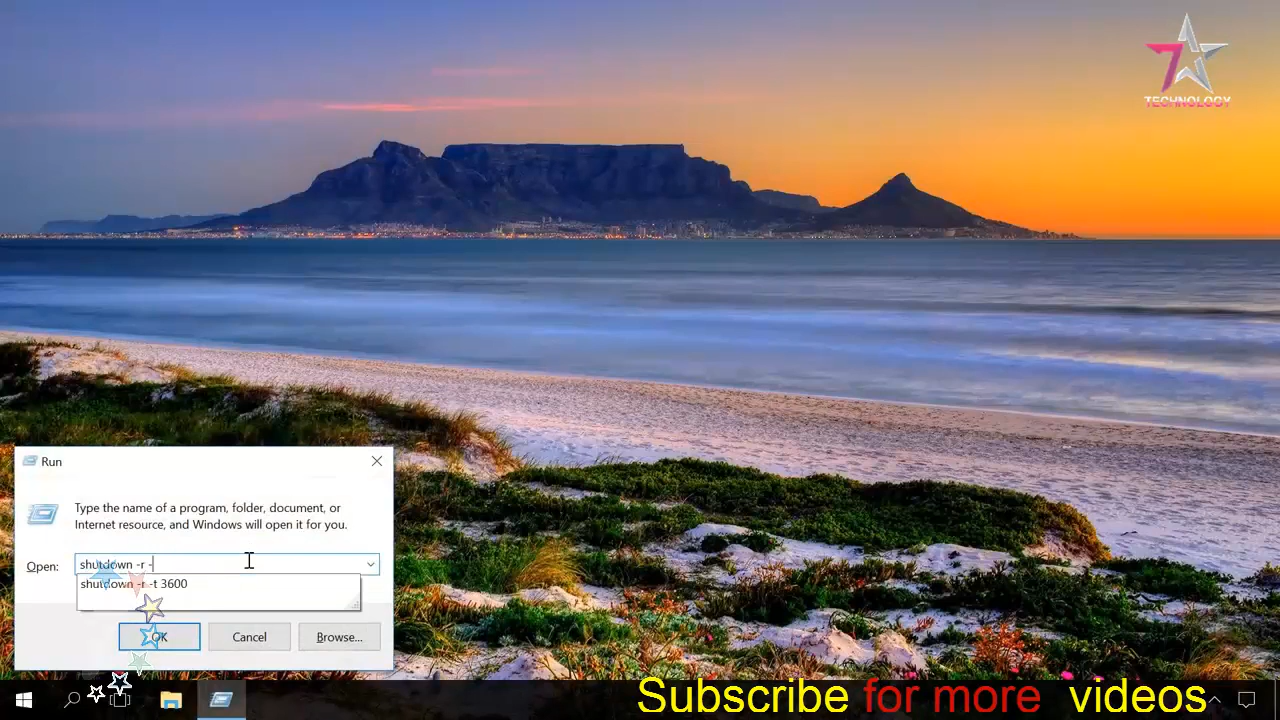 7
TECHNOLOGY
Run
Type the name of a program, folder, document, or
Internet resource, and Windows will open it for you.
Open:
shutdown -r -
shutdown -r -t 3600
OK
Cancel
Browse...
Subscribe for more videos